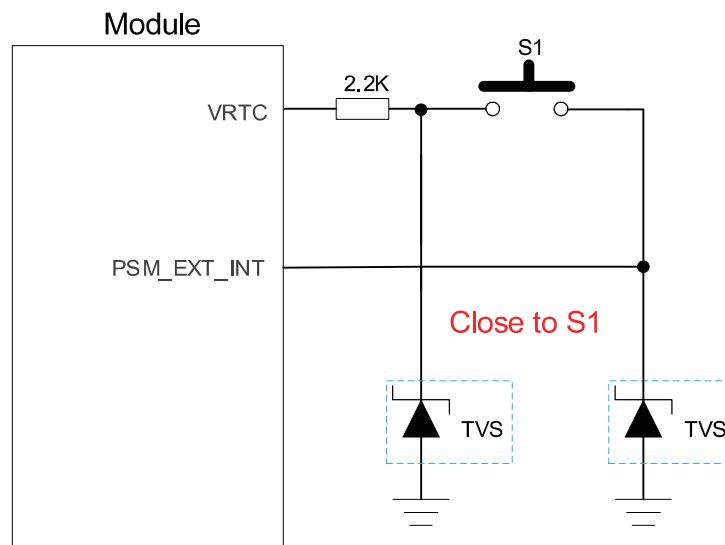 Module
S1
2.2K
VRTC
PSM_EXT_INT
Close to S1
TVS
TVS